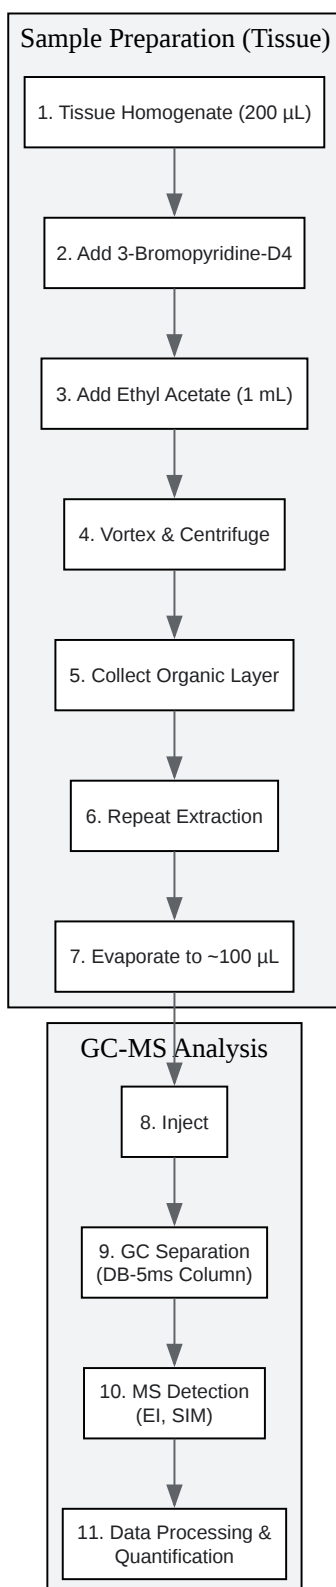 Sample Preparation (Tissue)
1. Tissue Homogenate (200 µL)
2. Add 3-Bromopyridine-D4
3. Add Ethyl Acetate (1 mL)
4. Vortex & Centrifuge
5. Collect Organic Layer
6. Repeat Extraction
7. Evaporate to ~100 µL
GC-MS Analysis
8. Inject
9. GC Separation
(DB-5ms Column)
10. MS Detection
(EI, SIM)
11. Data Processing &
Quantification